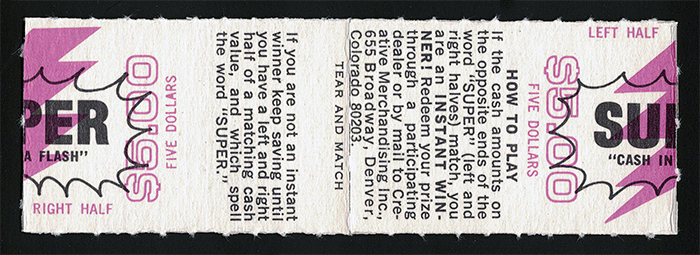 PER
A FLASH"
RIGHT HALF
$5.00
FIVE DOLLARS
If you are not an instant
winner keep saving until
you have a left and right
half of a matching cash
value, and which spell
the word "SUPER."
TEAR AND MATCH
HOW TO PLAY
If the cash amounts on
the opposite ends of the
word "SUPER" (left and
right halves) match, you
are an INSTANT WIN-
NER! Redeem your prize
through a participating
dealer or by mail to Cre-
ative Merchandising Inc.,
655 Broadway, Denver,
Colorado 80203.
$5.00
FIVE DOLLARS
LEFT HALF
SUP
"CASH IN